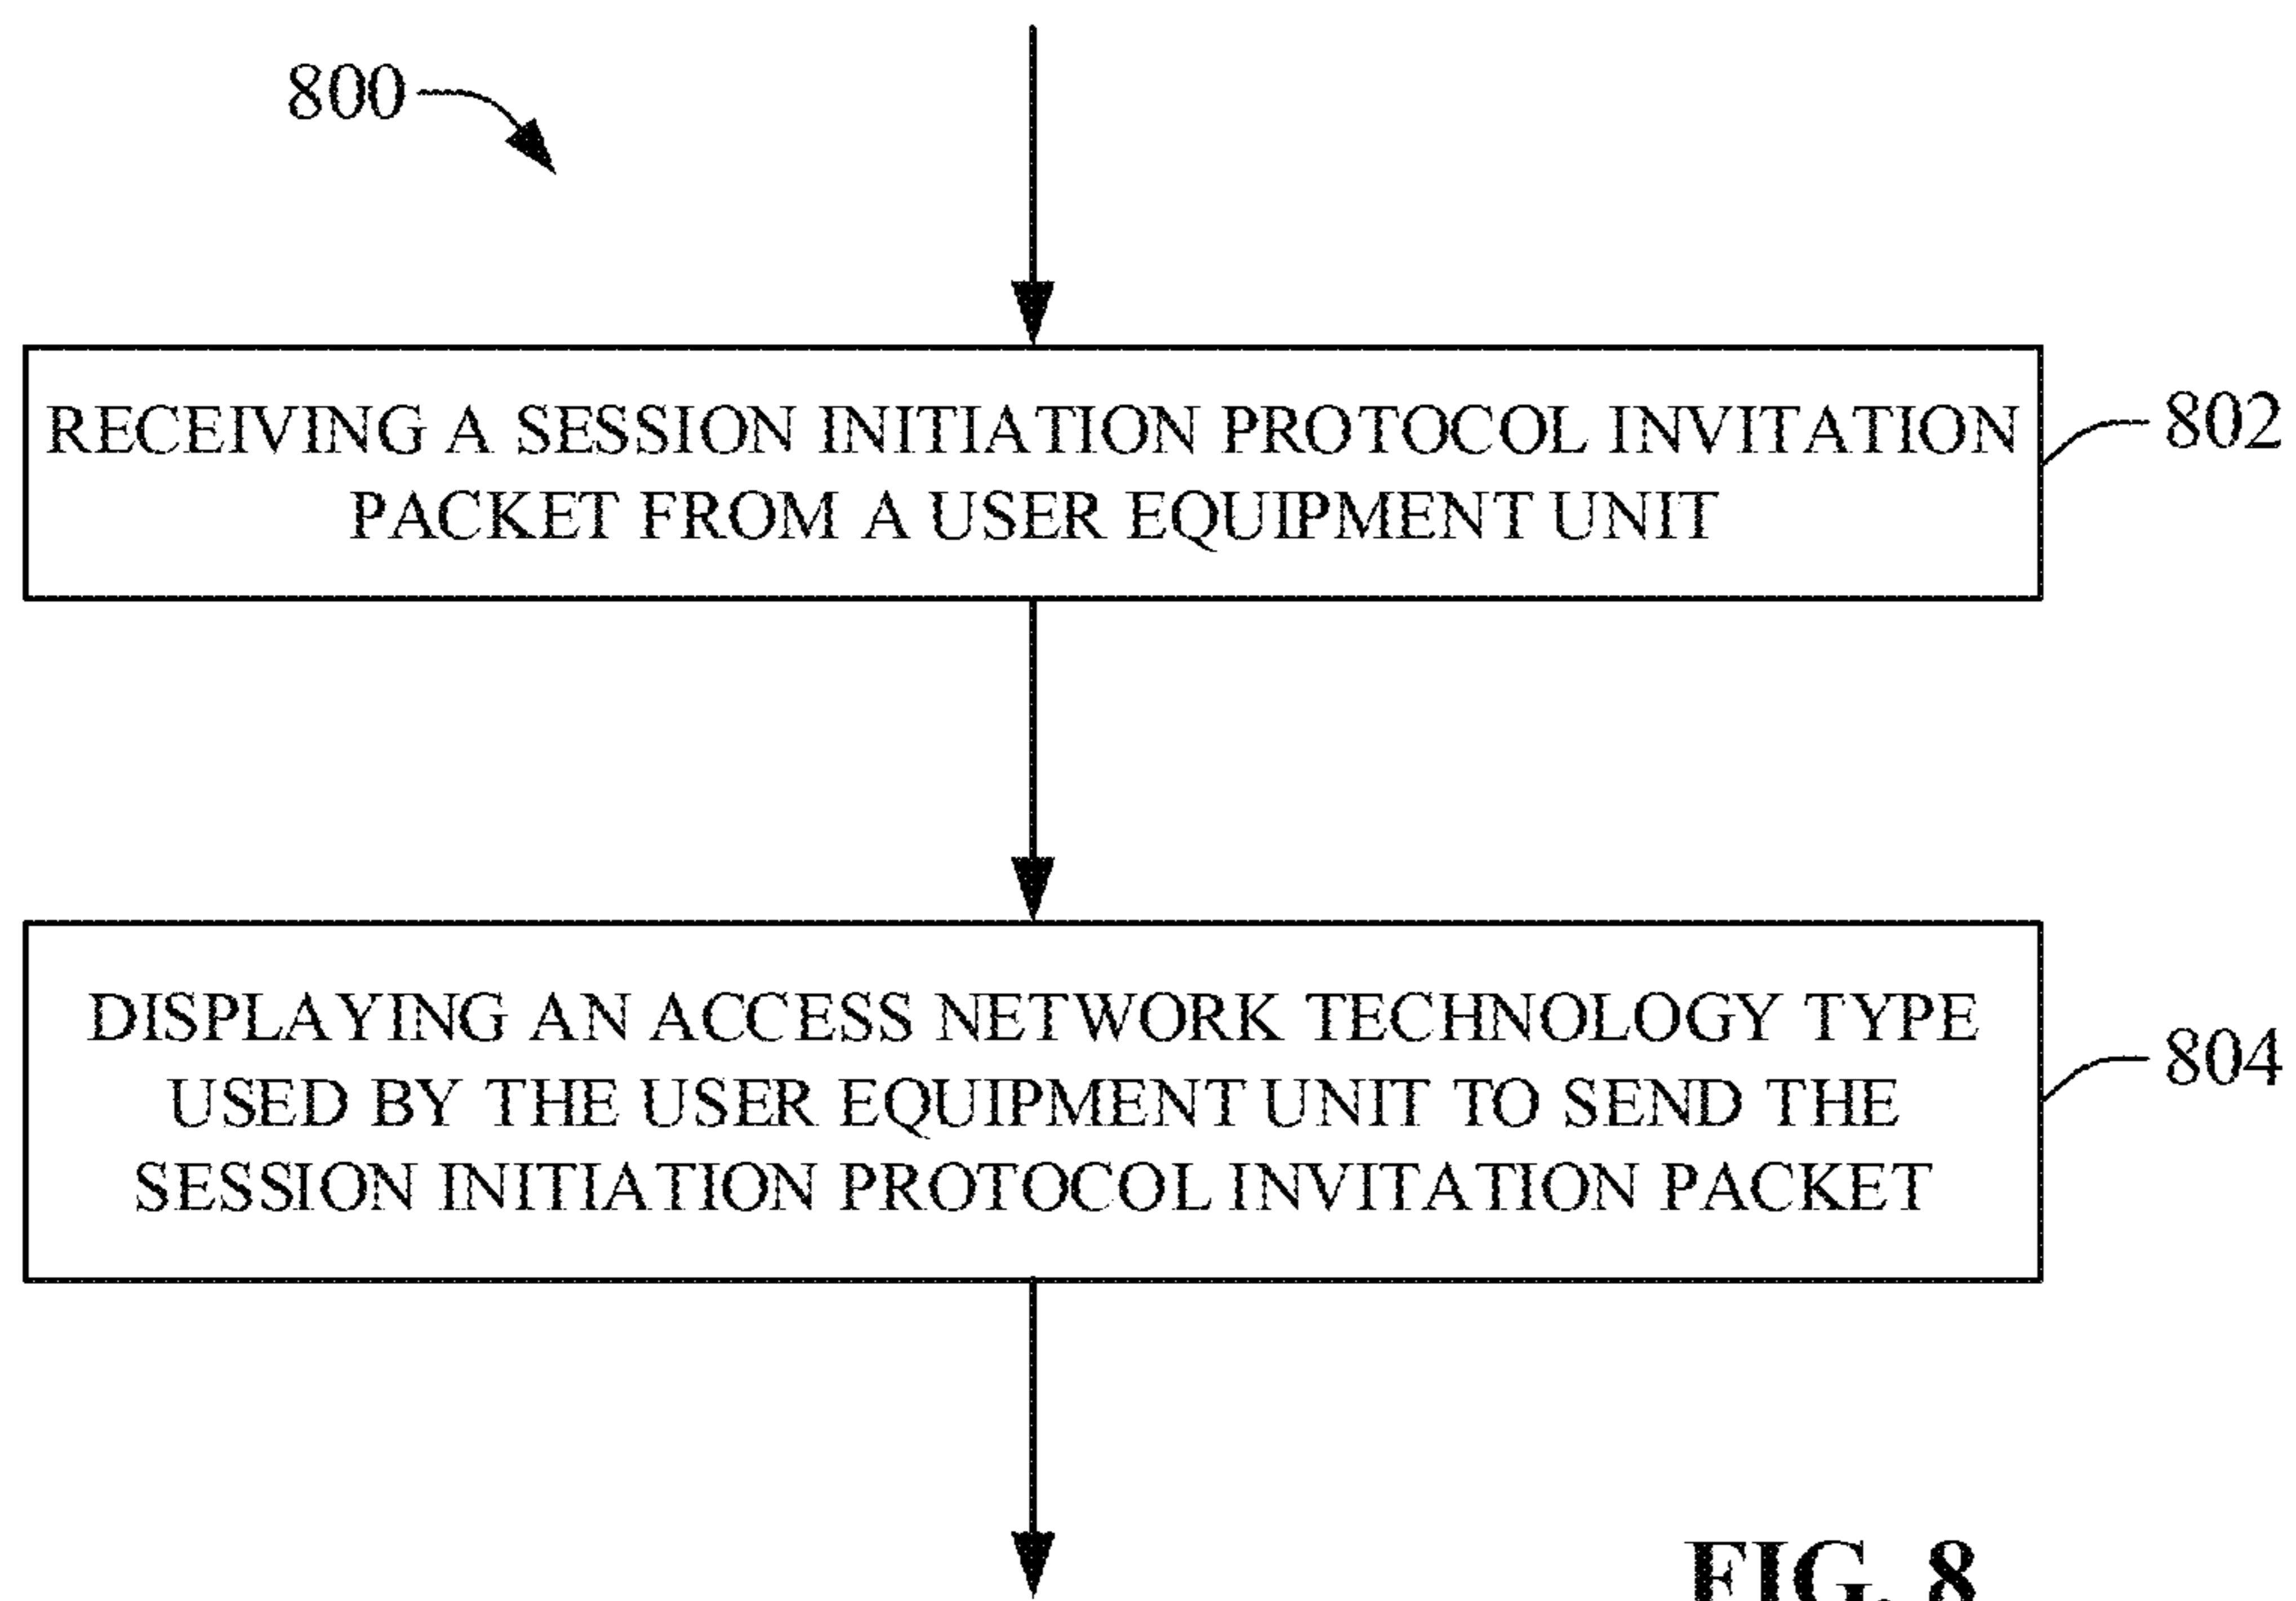 800
RECEIVING A SESSION INITIATION PROTOCOL INVITATION
PACKET FROM A USER EQUIPMENT UNIT
802
DISPLAYING AN ACCESS NETWORK TECHNOLOGY TYPE
USED BY THE USER EQUIPMENT UNIT TO SEND THE
SESSION INITIATION PROTOCOL INVITATION PACKET
804
FIG. 8